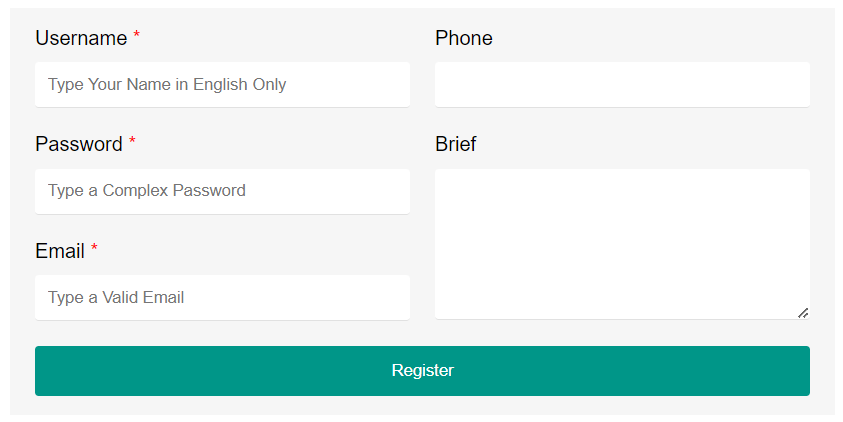 Username *
Type Your Name in English Only
Password *
Type a Complex Password
Email *
Type a Valid Email
Phone
Brief
Register